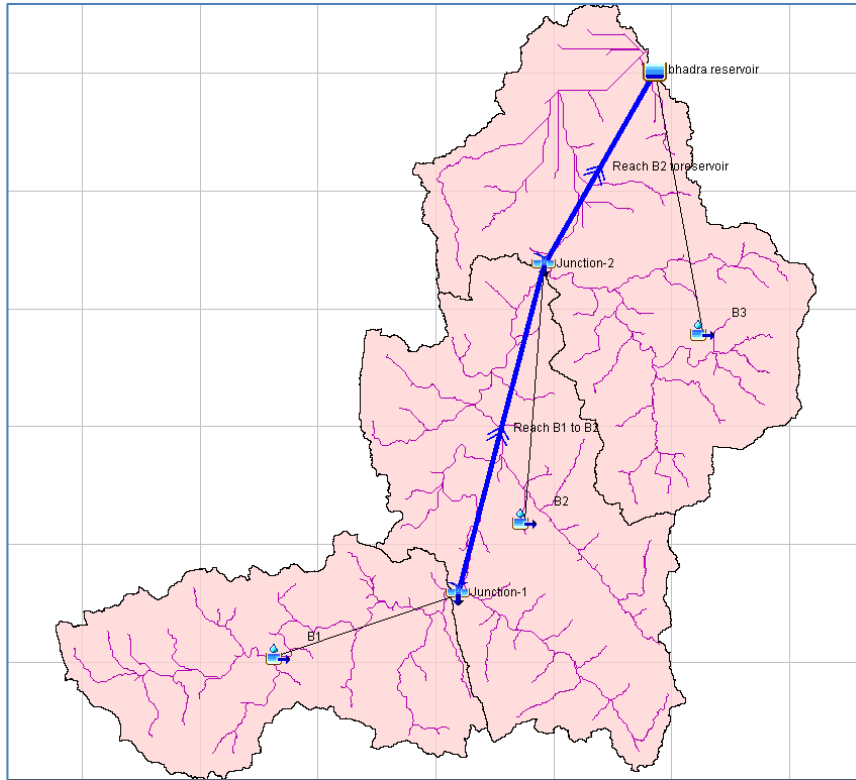 bhadra reservoir
Reach B2 toreservoir
Junction-2
B3
Reach B1 to B2
B2
Junction-1
B1